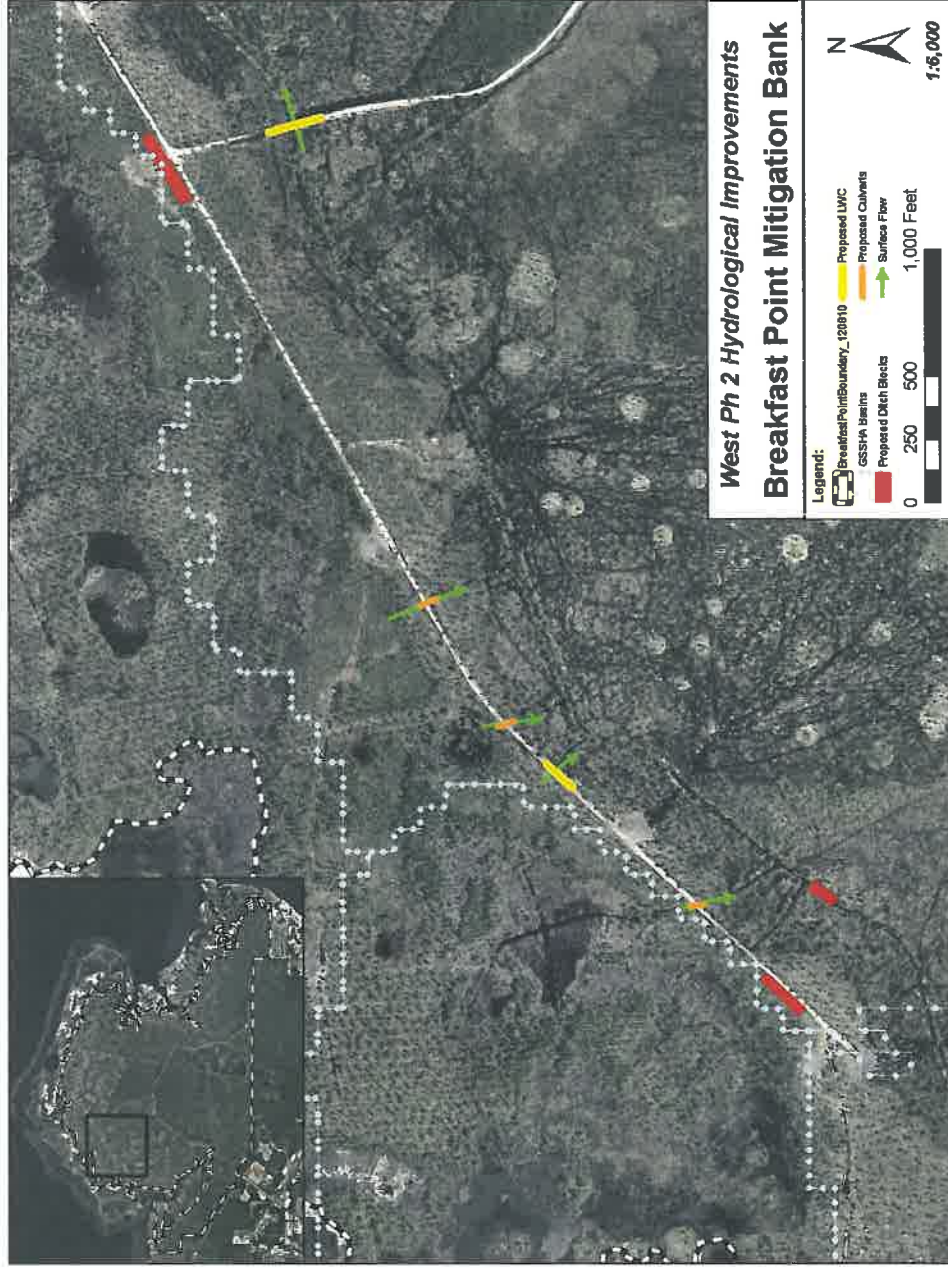 West Ph 2 Hydrological Improvements
Breakfast Point Mitigation Bank
Legend:
BreakfastPointBoundary_120810
GSSHA Basins
Proposed Ditch Blocks
Proposed LWC
Proposed Culverts
Surface Flow
0 250 500 1,000 Feet
N
1:6,000